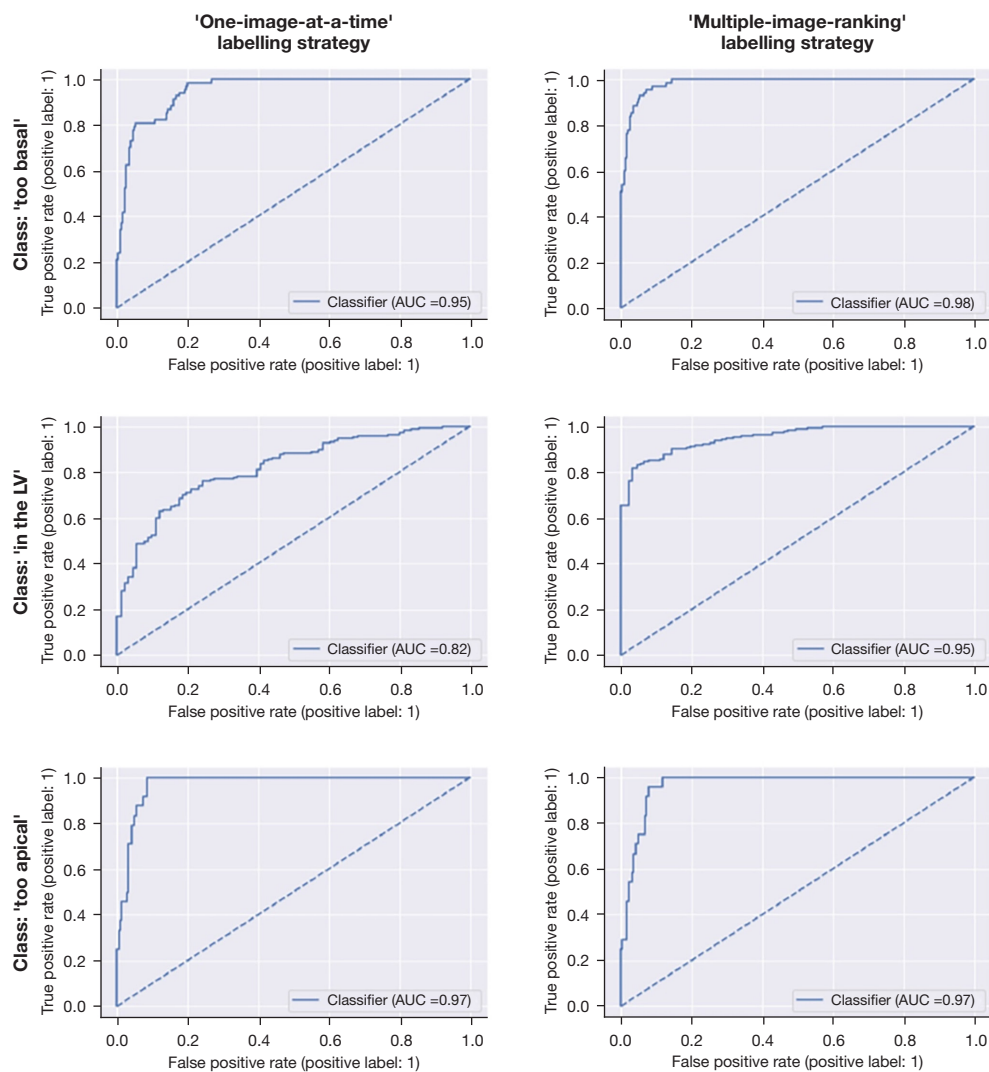 'One-image-at-a-time'
labelling strategy
'Multiple-image-ranking'
labelling strategy
Class: 'too basal'
True positive rate (positive label: 1)
1.0
0.8
0.6
0.4
0.2
0.0
Classifier (AUC =0.95)
0.0 0.2 0.4 0.6 0.8 1.0
False positive rate (positive label: 1)
True positive rate (positive label: 1)
1.0
0.8
0.6
0.4
0.2
0.0
Classifier (AUC =0.98)
0.0 0.2 0.4 0.6 0.8 1.0
False positive rate (positive label: 1)
Class: 'in the LV'
True positive rate (positive label: 1)
1.0
0.8
0.6
0.4
0.2
0.0
Classifier (AUC =0.82)
0.0 0.2 0.4 0.6 0.8 1.0
False positive rate (positive label: 1)
True positive rate (positive label: 1)
1.0
0.8
0.6
0.4
0.2
0.0
Classifier (AUC =0.95)
0.0 0.2 0.4 0.6 0.8 1.0
False positive rate (positive label: 1)
Class: 'too apical'
True positive rate (positive label: 1)
1.0
0.8
0.6
0.4
0.2
0.0
Classifier (AUC =0.97)
0.0 0.2 0.4 0.6 0.8 1.0
False positive rate (positive label: 1)
True positive rate (positive label: 1)
1.0
0.8
0.6
0.4
0.2
0.0
Classifier (AUC =0.97)
0.0 0.2 0.4 0.6 0.8 1.0
False positive rate (positive label: 1)